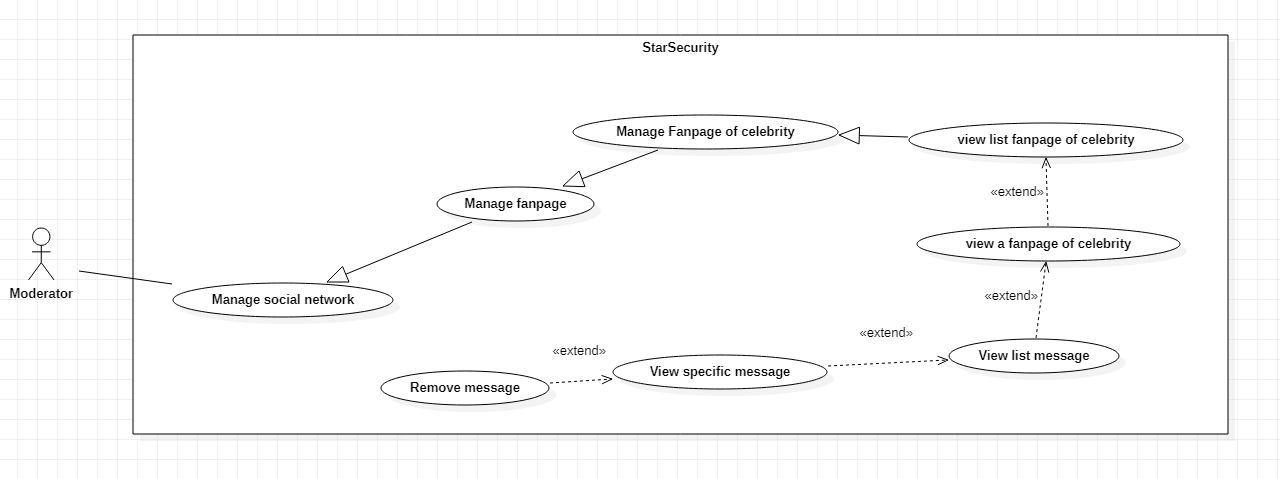 StarSecurity
Manage Fanpage of celebrity
view list fanpage of celebrity
«extend»
Manage fanpage
view a fanpage of celebrity
Moderator
Manage social network
«extend»
«extend»
«extend»
View list message
View specific message
Remove message